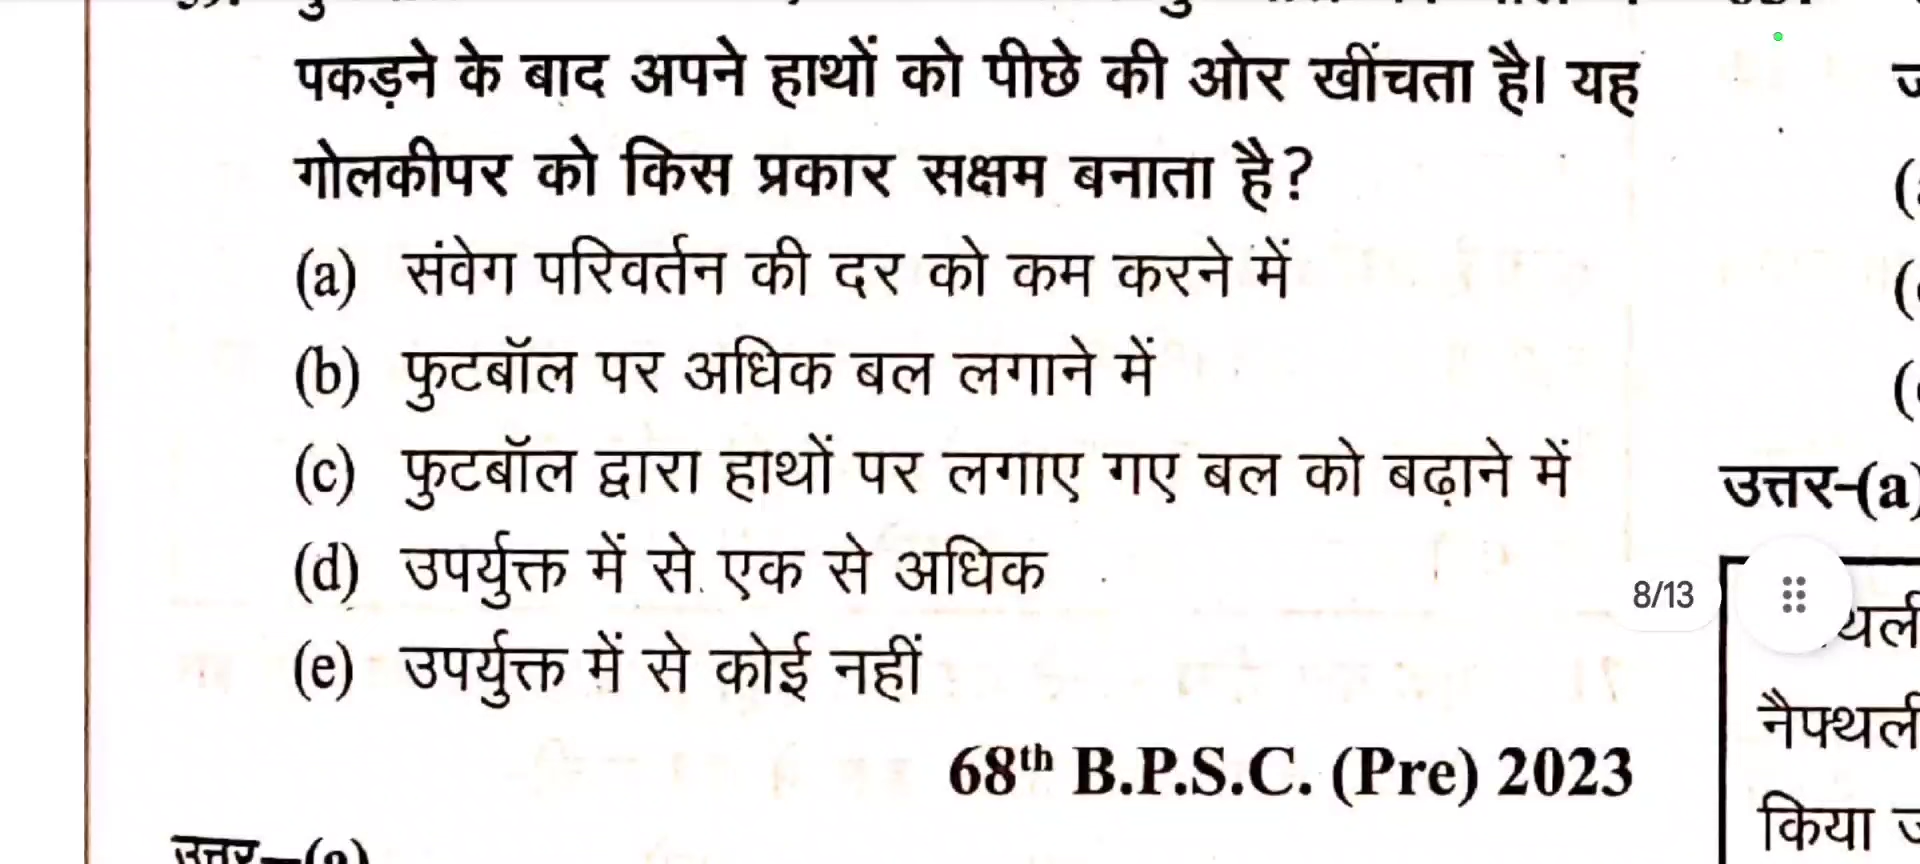 पकड़ने के बाद अपने हाथों को पीछे की ओर खींचता है। यह
गोलकीपर को किस प्रकार सक्षम बनाता है?
(a) संवेग परिवर्तन की दर को कम करने में
(b) फुटबॉल पर अधिक बल लगाने में
(c) फुटबॉल द्वारा हाथों पर लगाए गए बल को बढ़ाने में
(d) उपर्युक्त में से एक से अधिक
(e) उपर्युक्त में से कोई नहीं
68th B.P.S.C. (Pre) 2023
उत्तर–(a)
उत्तर–(a)
8/13
किया